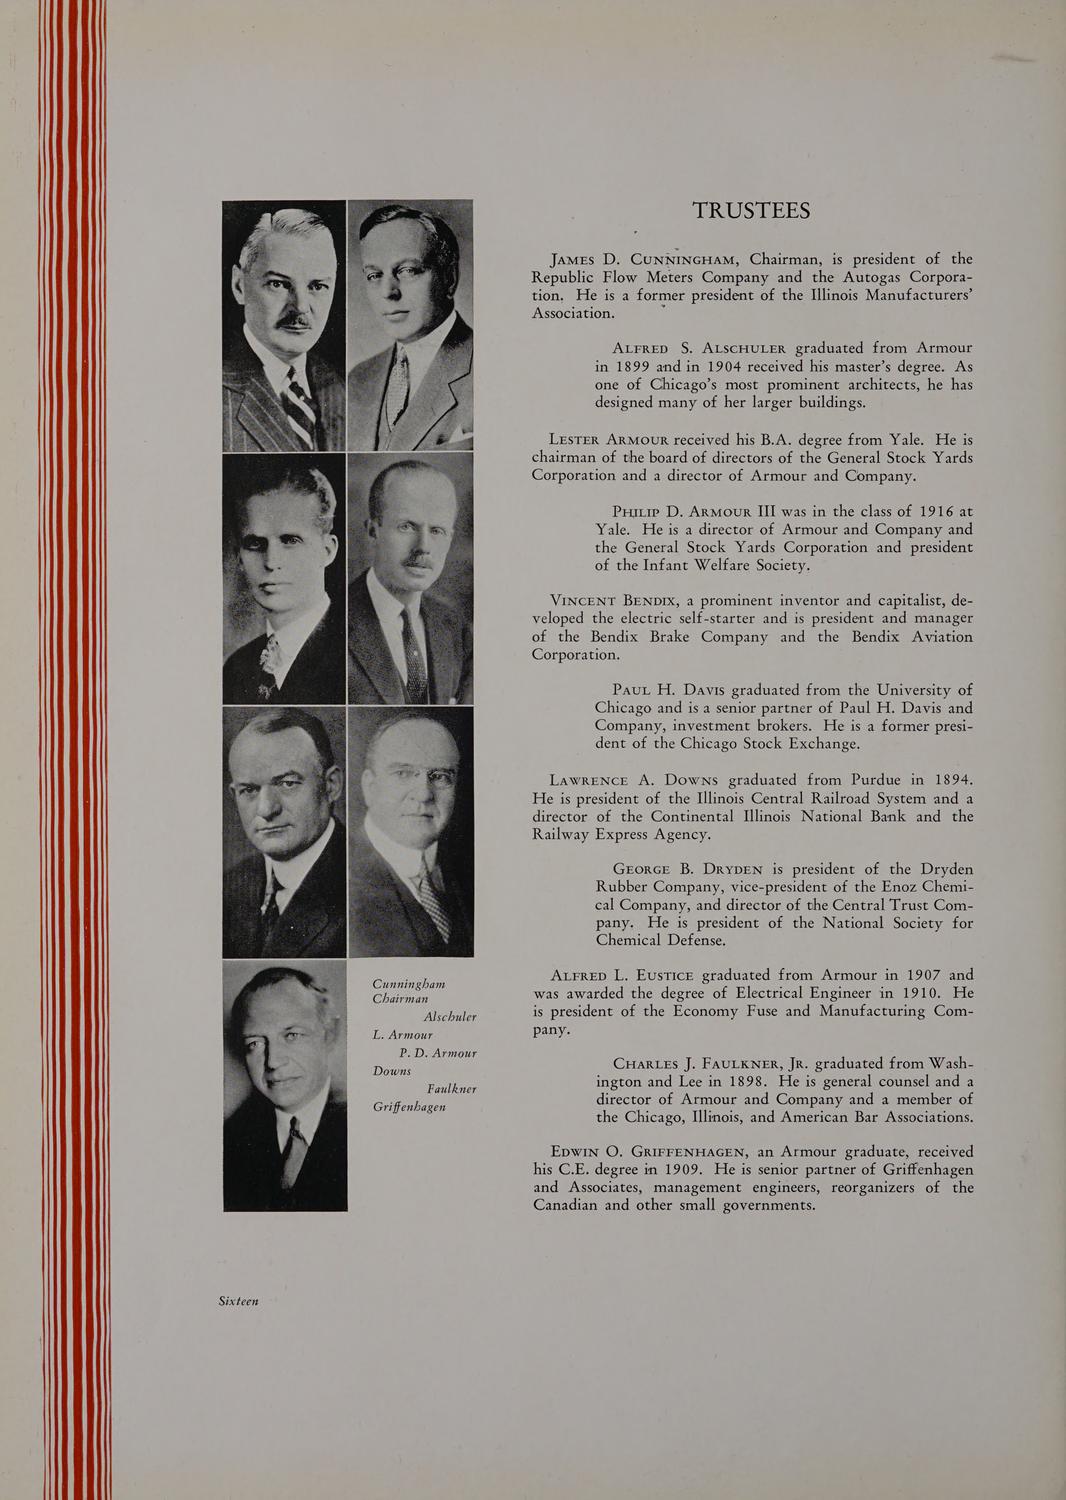 TRUSTEES
JAMES D. CUNNINGHAM, Chairman, is president of the
Republic Flow Meters Company and the Autogas Corpora-
tion. He is a former president of the Illinois Manufacturers'
Association.
ALFRED S. ALSCHULER graduated from Armour
in 1899 and in 1904 received his master's degree. As
one of Chicago's most prominent architects, he has
designed many of her larger buildings.
LESTER ARMOUR received his B.A. degree from Yale. He is
chairman of the board of directors of the General Stock Yards
Corporation and a director of Armour and Company.
PHILIP D. ARMOUR III was in the class of 1916 at
Yale. He is a director of Armour and Company and
the General Stock Yards Corporation and president
of the Infant Welfare Society.
VINCENT BENDIX, a prominent inventor and capitalist, de-
veloped the electric self-starter and is president and manager
of the Bendix Brake Company and the Bendix Aviation
Corporation.
PAUL H. DAVIS graduated from the University of
Chicago and is a senior partner of Paul H. Davis and
Company, investment brokers. He is a former presi-
dent of the Chicago Stock Exchange.
LAWRENCE A. DOWNS graduated from Purdue in 1894.
He is president of the Illinois Central Railroad System and a
director of the Continental Illinois National Bank and the
Railway Express Agency.
GEORGE B. DRYDEN is president of the Dryden
Rubber Company, vice-president of the Enoz Chemi-
cal Company, and director of the Central Trust Com-
pany. He is president of the National Society for
Chemical Defense.
ALFRED L. EUSTICE graduated from Armour in 1907 and
was awarded the degree of Electrical Engineer in 1910. He
is president of the Economy Fuse and Manufacturing Com-
pany.
CHARLES J. FAULKNER, JR. graduated from Wash-
ington and Lee in 1898. He is general counsel and a
director of Armour and Company and a member of
the Chicago, Illinois, and American Bar Associations.
EDWIN O. GRIFFENHAGEN, an Armour graduate, received
his C.E. degree in 1909. He is senior partner of Griffenhagen
and Associates, management engineers, reorganizers of the
Canadian and other small governments.
Cunningham
Chairman
Alschuler
L. Armour
P. D. Armour
Downs
Faulkner
Griffenhagen
Sixteen